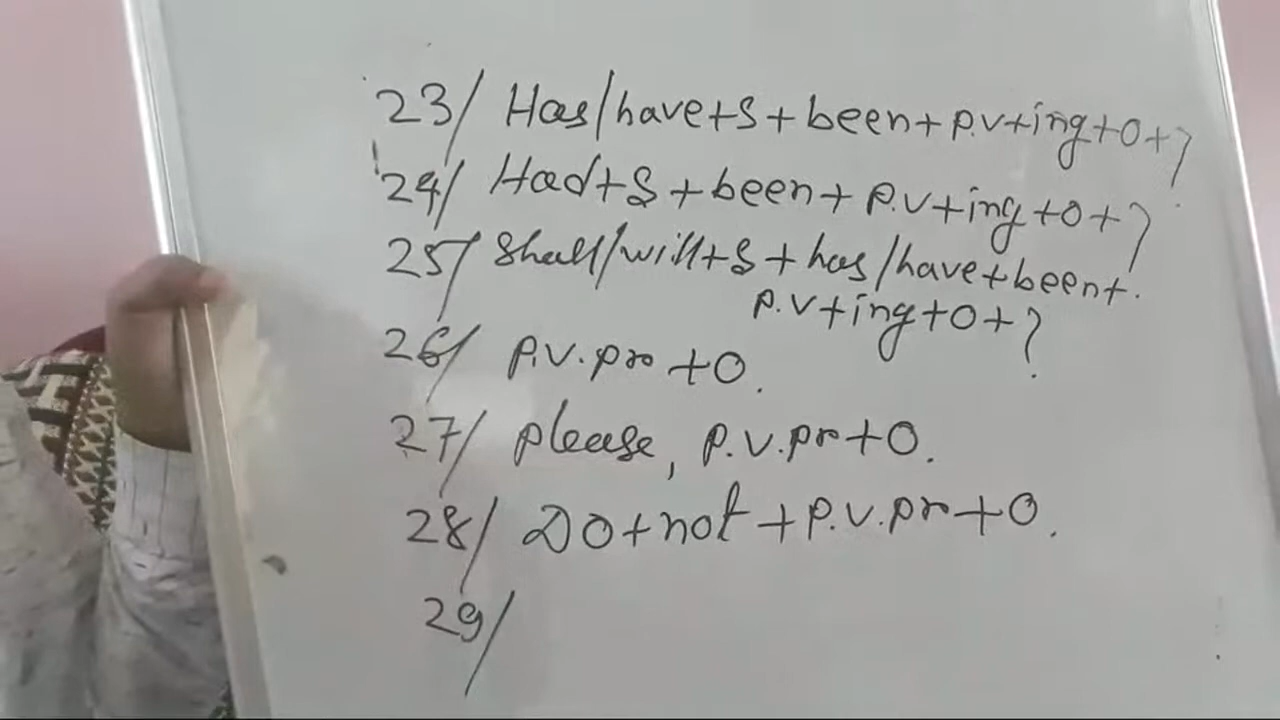 23/ Has/have+S+been+p.v+ing+O+?
24/ Had+S+been+p.v+ing+O+?
25/ Shall/will+S+has/have+been+
p.v+ing+O+?
26/ p.v.pr+O.
27/ please, p.v.pr+O.
28/ Do+not+p.v.pr+O.
29/